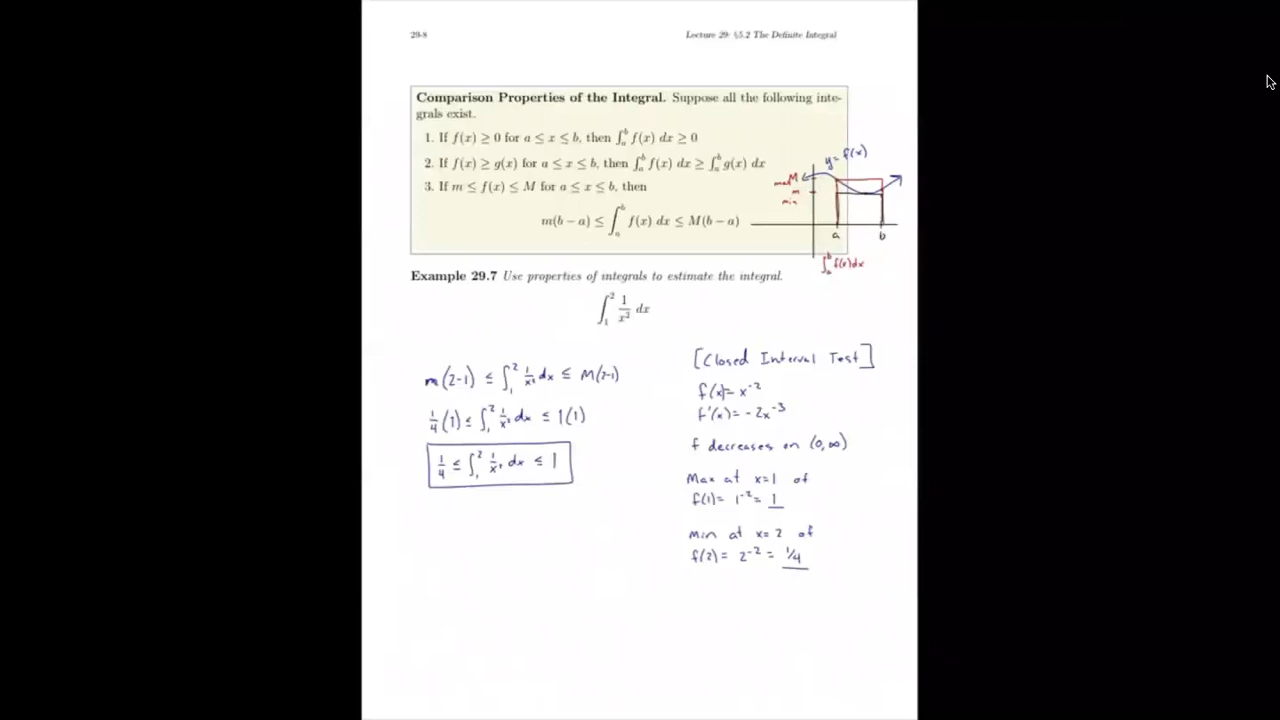 29-8 Lecture 29: §5.2 The Definite Integral
Comparison Properties of the Integral. Suppose all the following inte-
grals exist.
1. If f(x) ≥ 0 for a ≤ x ≤ b, then ∫_a^b f(x) dx ≥ 0
2. If f(x) ≥ g(x) for a ≤ x ≤ b, then ∫_a^b f(x) dx ≥ ∫_a^b g(x) dx
3. If m ≤ f(x) ≤ M for a ≤ x ≤ b, then
m(b − a) ≤ ∫_a^b f(x) dx ≤ M(b − a)
y = f(x)
max M
m
min
a b
∫_a^b f(x)dx
Example 29.7 Use properties of integrals to estimate the integral.
∫_1^2 1/x² dx
m(2-1) ≤ ∫_1^2 1/x² dx ≤ M(2-1)
1/4(1) ≤ ∫_1^2 1/x² dx ≤ 1(1)
1/4 ≤ ∫_1^2 1/x² dx ≤ 1
[Closed Interval Test]
f(x)= x^-2
f'(x)= -2x^-3
f decreases on (0,∞)
Max at x=1 of
f(1)= 1^-2 = 1
Min at x=2 of
f(2)= 2^-2 = 1/4